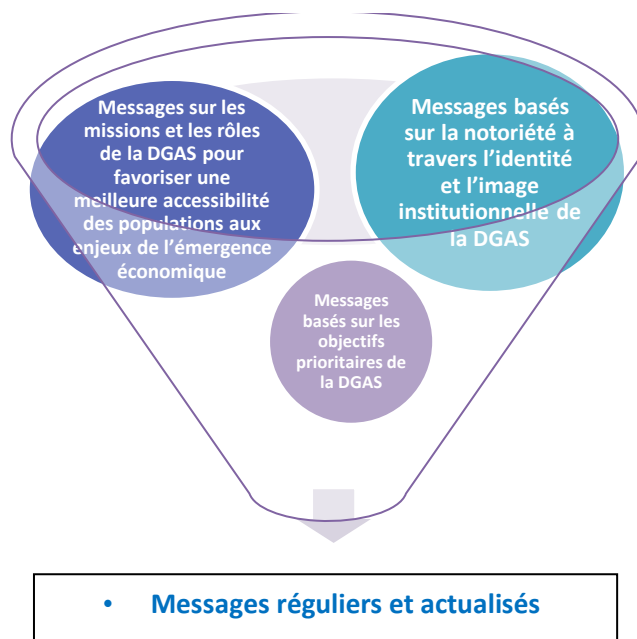 Messages sur les
missions et les rôles
de la DGAS pour
favoriser une
meilleure accessibilité
des populations aux
enjeux de l'émergence
économique
Messages basés
sur la notoriété à
travers l'identité
et l'image
institutionnelle de
la DGAS
Messages
basés sur les
objectifs
prioritaires de
la DGAS
• Messages réguliers et actualisés